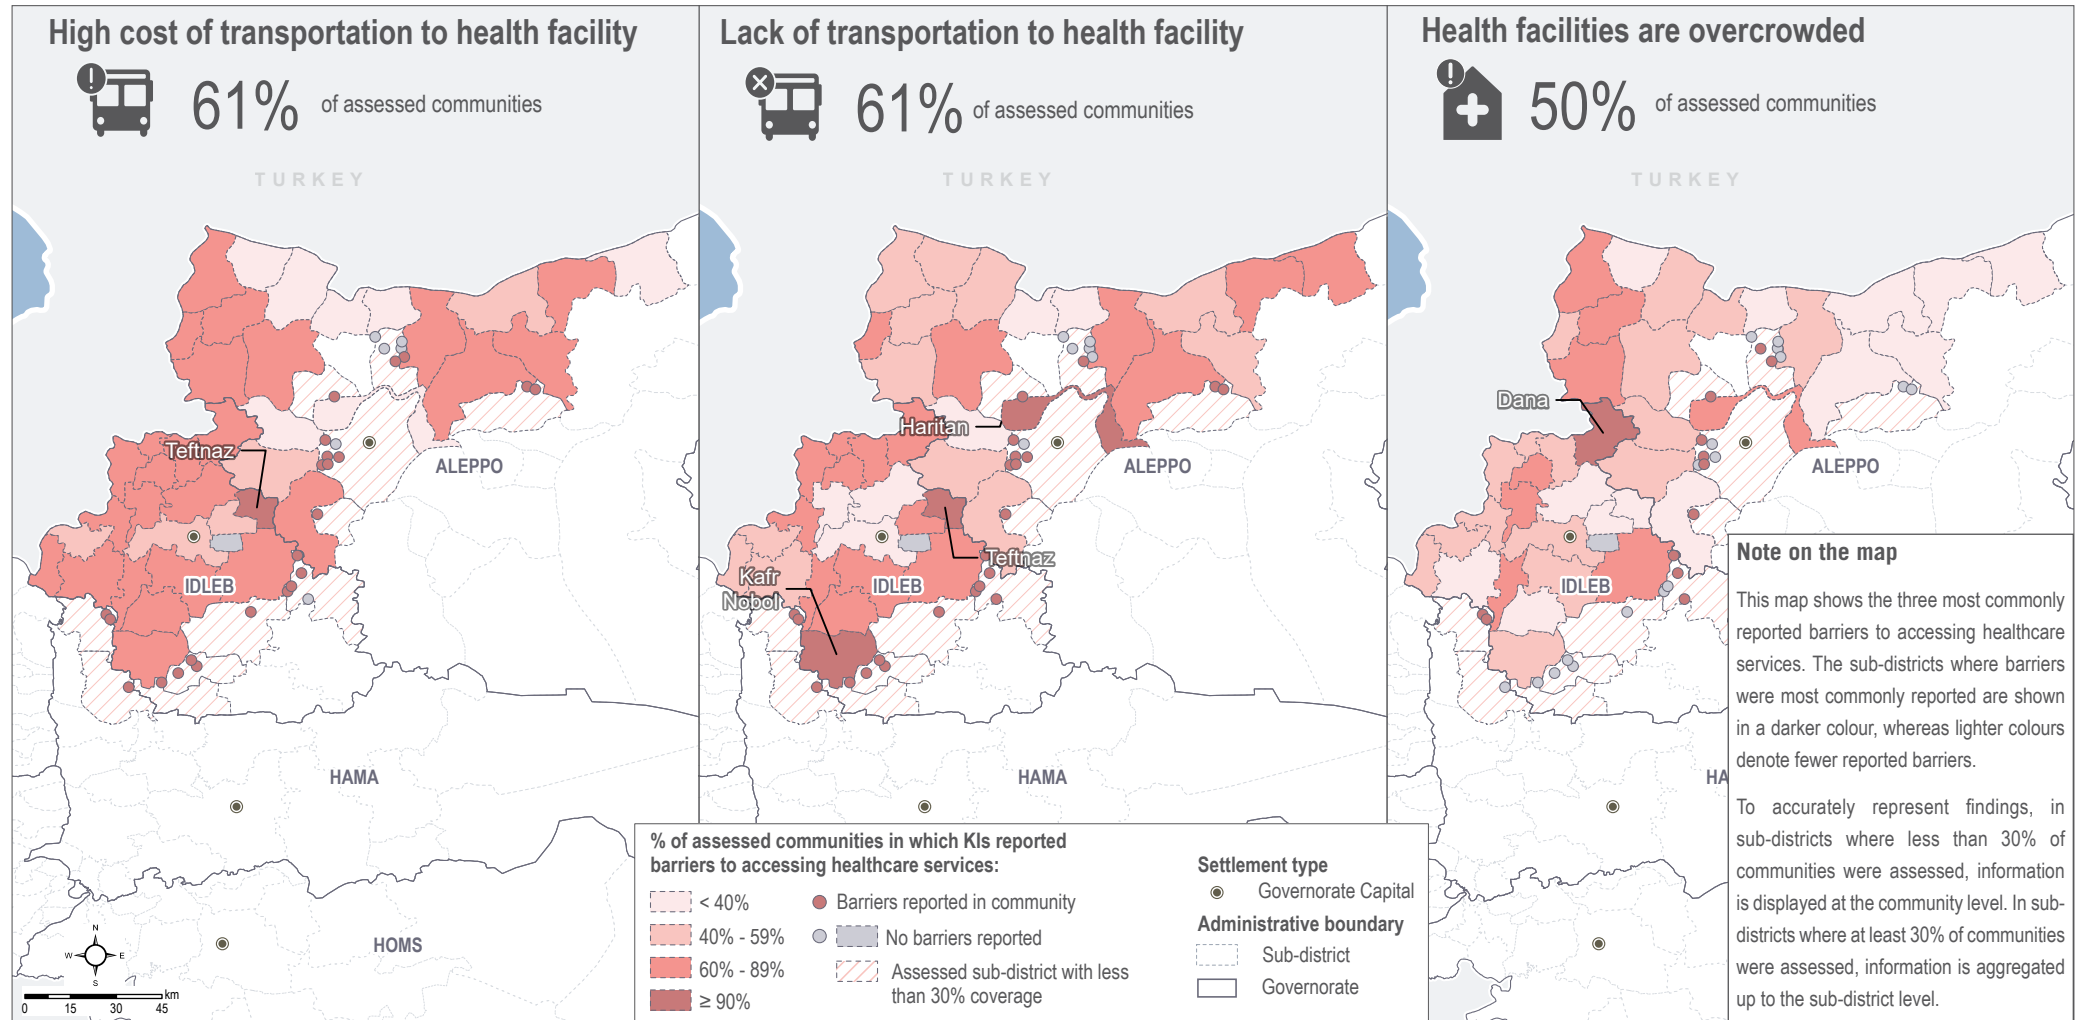 High cost of transportation to health facility
61% of assessed communities
TURKEY
Teftnaz
ALEPPO
IDLEB
HAMA
HOMS
N
W E
S
0 15 30 45 km
Lack of transportation to health facility
61% of assessed communities
TURKEY
Haritan
ALEPPO
Teftnaz
Kafr
Nobol
IDLEB
HAMA
Health facilities are overcrowded
50% of assessed communities
TURKEY
Dana
ALEPPO
IDLEB
HA
% of assessed communities in which KIs reported
barriers to accessing healthcare services:
< 40%
40% - 59%
60% - 89%
≥ 90%
Barriers reported in community
No barriers reported
Assessed sub-district with less
than 30% coverage
Settlement type
Governorate Capital
Administrative boundary
Sub-district
Governorate
Note on the map
This map shows the three most commonly
reported barriers to accessing healthcare
services. The sub-districts where barriers
were most commonly reported are shown
in a darker colour, whereas lighter colours
denote fewer reported barriers.
To accurately represent findings, in
sub-districts where less than 30% of
communities were assessed, information
is displayed at the community level. In sub-
districts where at least 30% of communities
were assessed, information is aggregated
up to the sub-district level.